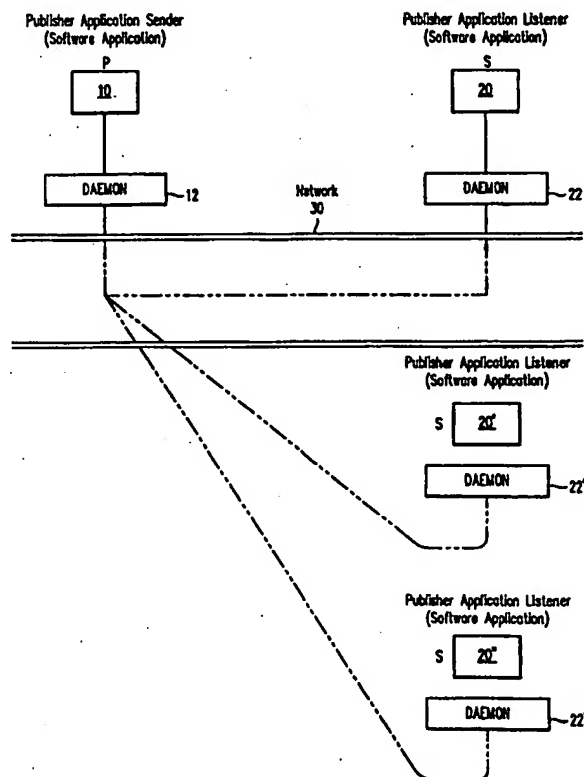 Publisher Application Sender
(Software Application)
P
10
DAEMON
12
Publisher Application Listener
(Software Application)
S
20
DAEMON
22
Network
30
Publisher Application Listener
(Software Application)
S
20'
DAEMON
22'
Publisher Application Listener
(Software Application)
S
20"
DAEMON
22